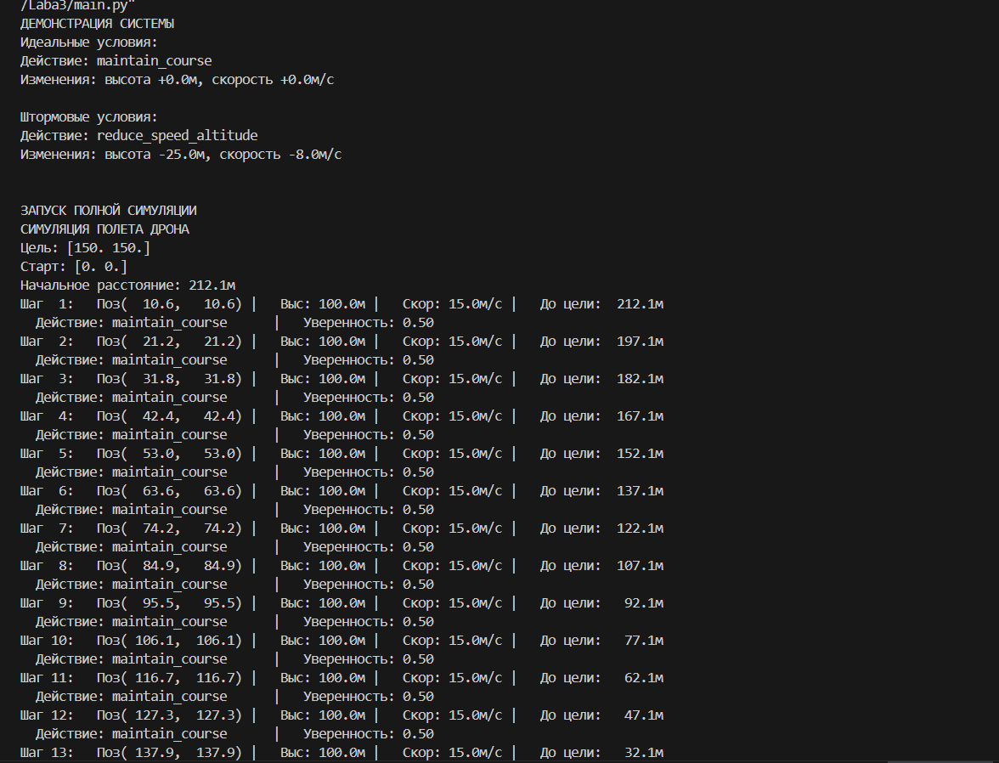 /Laba3/main.py"
ДЕМОНСТРАЦИЯ СИСТЕМЫ
Идеальные условия:
Действие: maintain_course
Изменения: высота +0.0м, скорость +0.0м/с
Штормовые условия:
Действие: reduce_speed_altitude
Изменения: высота -25.0м, скорость -8.0м/с
ЗАПУСК ПОЛНОЙ СИМУЛЯЦИИ
СИМУЛЯЦИЯ ПОЛЕТА ДРОНА
Цель: [150. 150.]
Старт: [0. 0.]
Начальное расстояние: 212.1м
Шаг  1:   Поз(  10.6,   10.6) |   Выс: 100.0м |   Скор: 15.0м/с |   До цели:  212.1м
  Действие: maintain_course      |   Уверенность: 0.50
Шаг  2:   Поз(  21.2,   21.2) |   Выс: 100.0м |   Скор: 15.0м/с |   До цели:  197.1м
  Действие: maintain_course      |   Уверенность: 0.50
Шаг  3:   Поз(  31.8,   31.8) |   Выс: 100.0м |   Скор: 15.0м/с |   До цели:  182.1м
  Действие: maintain_course      |   Уверенность: 0.50
Шаг  4:   Поз(  42.4,   42.4) |   Выс: 100.0м |   Скор: 15.0м/с |   До цели:  167.1м
  Действие: maintain_course      |   Уверенность: 0.50
Шаг  5:   Поз(  53.0,   53.0) |   Выс: 100.0м |   Скор: 15.0м/с |   До цели:  152.1м
  Действие: maintain_course      |   Уверенность: 0.50
Шаг  6:   Поз(  63.6,   63.6) |   Выс: 100.0м |   Скор: 15.0м/с |   До цели:  137.1м
  Действие: maintain_course      |   Уверенность: 0.50
Шаг  7:   Поз(  74.2,   74.2) |   Выс: 100.0м |   Скор: 15.0м/с |   До цели:  122.1м
  Действие: maintain_course      |   Уверенность: 0.50
Шаг  8:   Поз(  84.9,   84.9) |   Выс: 100.0м |   Скор: 15.0м/с |   До цели:  107.1м
  Действие: maintain_course      |   Уверенность: 0.50
Шаг  9:   Поз(  95.5,   95.5) |   Выс: 100.0м |   Скор: 15.0м/с |   До цели:   92.1м
  Действие: maintain_course      |   Уверенность: 0.50
Шаг 10:   Поз( 106.1,  106.1) |   Выс: 100.0м |   Скор: 15.0м/с |   До цели:   77.1м
  Действие: maintain_course      |   Уверенность: 0.50
Шаг 11:   Поз( 116.7,  116.7) |   Выс: 100.0м |   Скор: 15.0м/с |   До цели:   62.1м
  Действие: maintain_course      |   Уверенность: 0.50
Шаг 12:   Поз( 127.3,  127.3) |   Выс: 100.0м |   Скор: 15.0м/с |   До цели:   47.1м
  Действие: maintain_course      |   Уверенность: 0.50
Шаг 13:   Поз( 137.9,  137.9) |   Выс: 100.0м |   Скор: 15.0м/с |   До цели:   32.1м